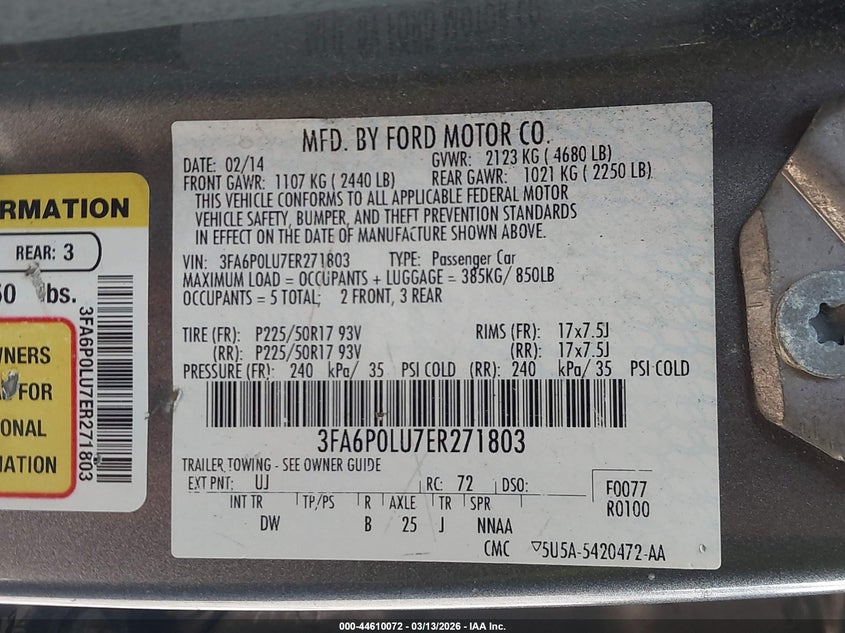 MFD. BY FORD MOTOR CO.
DATE: 02/14 GVWR: 2123 KG ( 4680 LB)
FRONT GAWR: 1107 KG ( 2440 LB) REAR GAWR: 1021 KG ( 2250 LB)
THIS VEHICLE CONFORMS TO ALL APPLICABLE FEDERAL MOTOR
VEHICLE SAFETY, BUMPER, AND THEFT PREVENTION STANDARDS
IN EFFECT ON THE DATE OF MANUFACTURE SHOWN ABOVE.
VIN: 3FA6P0LU7ER271803 TYPE: Passenger Car
MAXIMUM LOAD = OCCUPANTS + LUGGAGE = 385KG/ 850LB
OCCUPANTS = 5 TOTAL; 2 FRONT, 3 REAR
TIRE (FR): P225/50R17 93V RIMS (FR): 17x7.5J
(RR): P225/50R17 93V (RR): 17x7.5J
PRESSURE (FR): 240 kPa/ 35 PSI COLD (RR): 240 kPa/ 35 PSI COLD
3FA6P0LU7ER271803
TRAILER TOWING - SEE OWNER GUIDE
EXT PNT: UJ RC: 72 DSO:
INT TR TP/PS R AXLE TR SPR
DW B 25 J NNAA
F0077
R0100
CMC ▽5U5A-5420472-AA
RMATION
REAR: 3
bs.
3FA6P0LU7ER271803
WNERS
FOR
ONAL
MATION
000-44610072 - 03/13/2026 - IAA Inc.